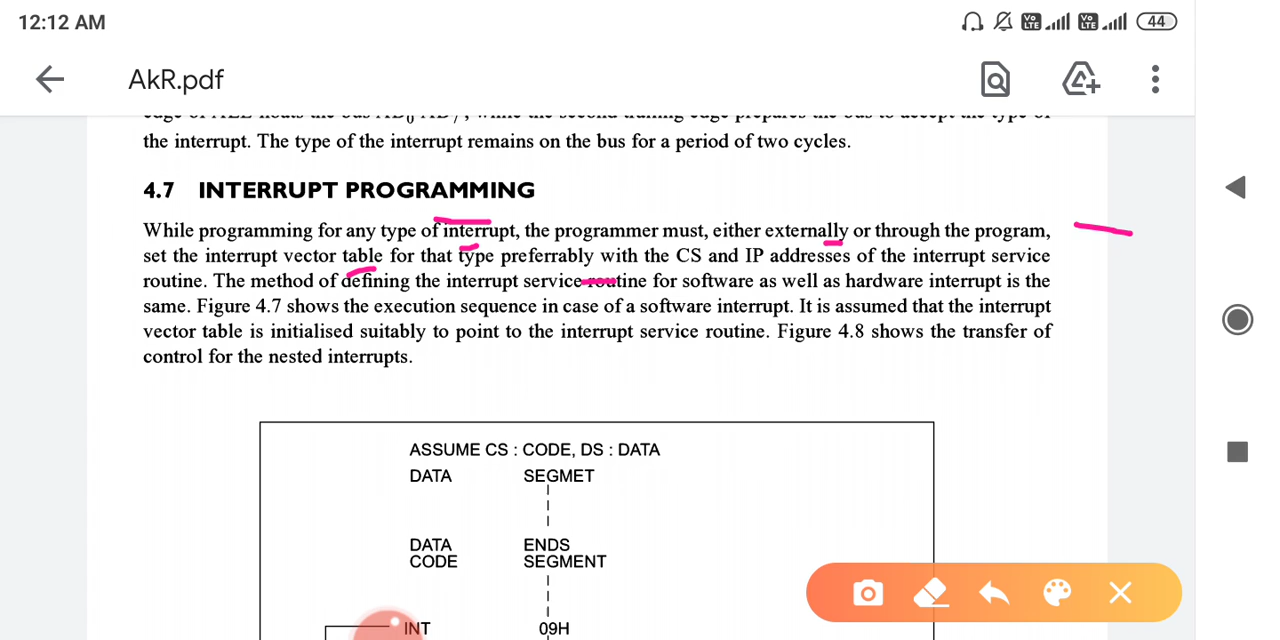 12:12 AM
Vo LTE
Vo LTE
44
AkR.pdf
the interrupt. The type of the interrupt remains on the bus for a period of two cycles.
4.7 INTERRUPT PROGRAMMING
While programming for any type of interrupt, the programmer must, either externally or through the program,
set the interrupt vector table for that type preferrably with the CS and IP addresses of the interrupt service
routine. The method of defining the interrupt service routine for software as well as hardware interrupt is the
same. Figure 4.7 shows the execution sequence in case of a software interrupt. It is assumed that the interrupt
vector table is initialised suitably to point to the interrupt service routine. Figure 4.8 shows the transfer of
control for the nested interrupts.
ASSUME CS : CODE, DS : DATA
DATA SEGMET
DATA ENDS
CODE SEGMENT
INT 09H